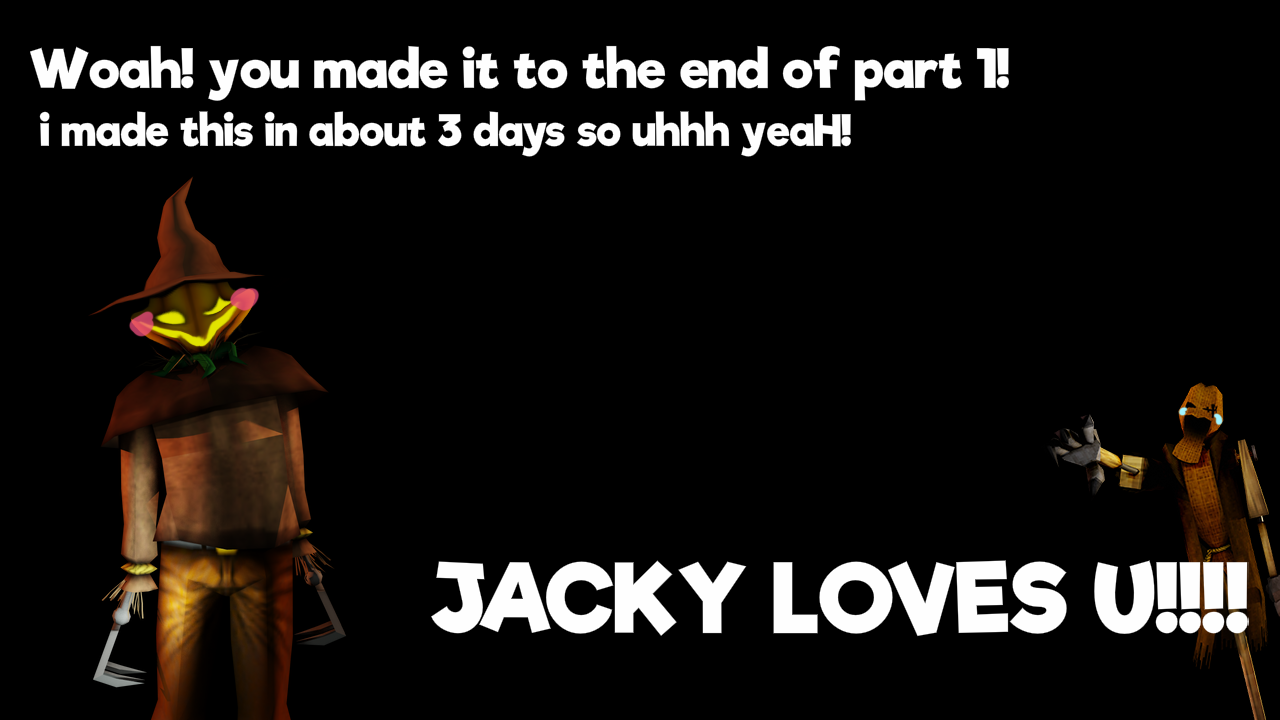 Woah! you made it to the end of part 1!
i made this in about 3 days so uhhh yeaH!
JACKY LOVES U!!!!